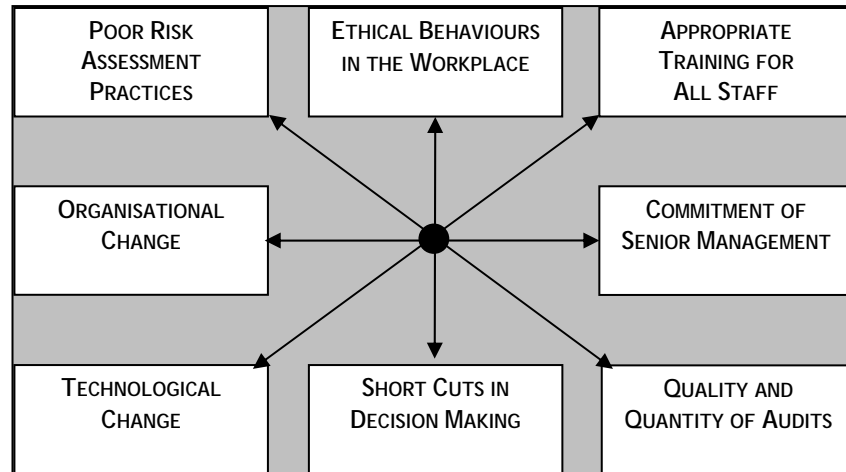 POOR RISK
ASSESSMENT
PRACTICES
ETHICAL BEHAVIOURS
IN THE WORKPLACE
APPROPRIATE
TRAINING FOR
ALL STAFF
ORGANISATIONAL
CHANGE
COMMITMENT OF
SENIOR MANAGEMENT
TECHNOLOGICAL
CHANGE
SHORT CUTS IN
DECISION MAKING
QUALITY AND
QUANTITY OF AUDITS